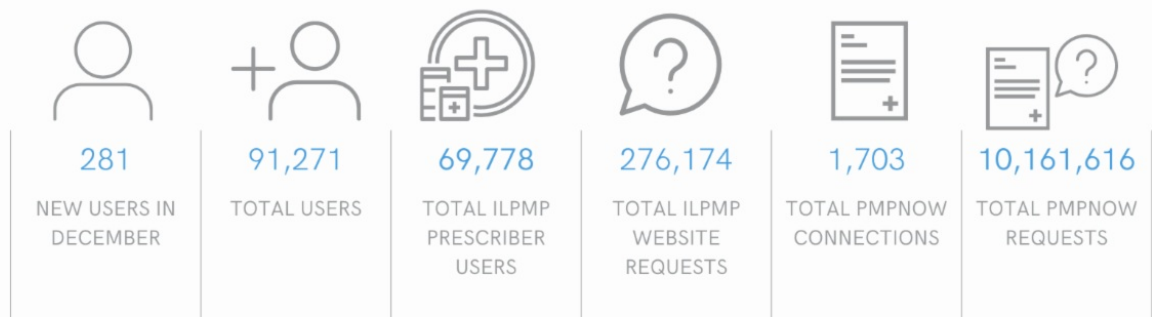 281
NEW USERS IN
DECEMBER
91,271
TOTAL USERS
69,778
TOTAL ILPMP
PRESCRIBER
USERS
276,174
TOTAL ILPMP
WEBSITE
REQUESTS
1,703
TOTAL PMPNOW
CONNECTIONS
10,161,616
TOTAL PMPNOW
REQUESTS